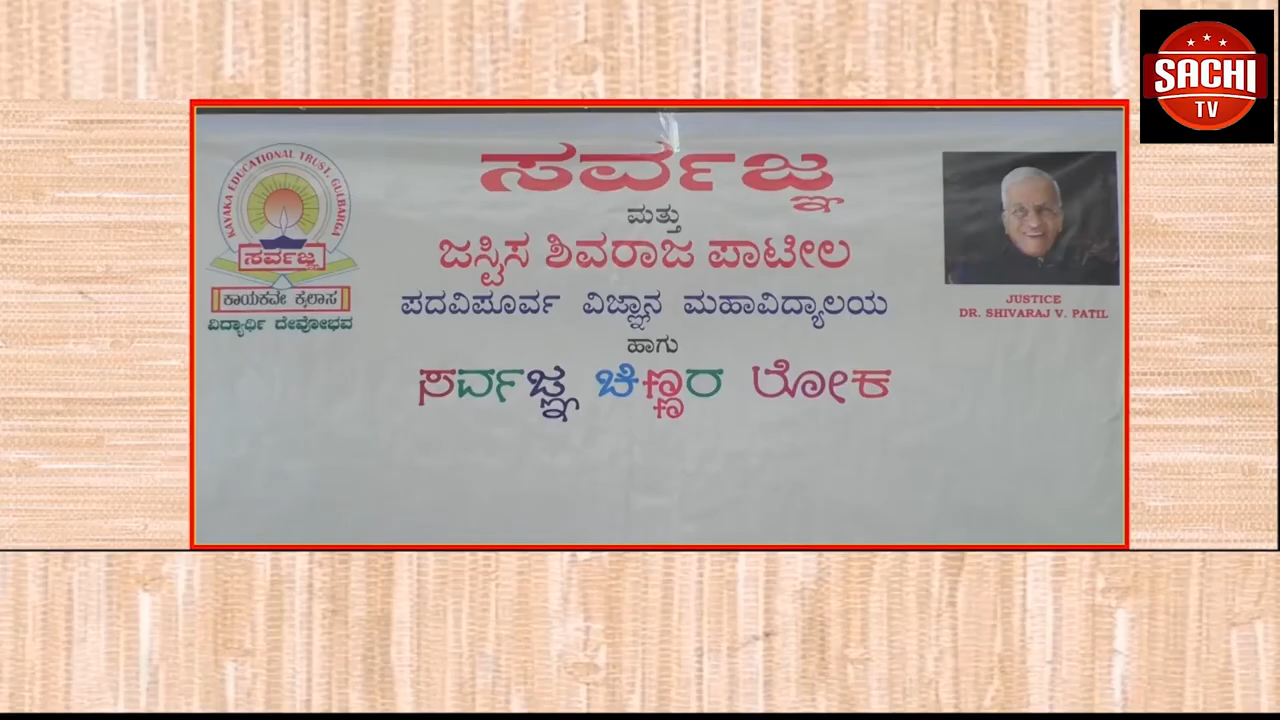 SACHI
TV
KAYAKA EDUCATIONAL TRUST, GULBARGA
ಸರ್ವಜ್ಞ
ಕಾಯಕವೇ ಕೈಲಾಸ
ವಿದ್ಯಾರ್ಥಿ ದೇವೋಭವ
ಸರ್ವಜ್ಞ
ಮತ್ತು
ಜಸ್ಟಿಸ ಶಿವರಾಜ ಪಾಟೀಲ
ಪದವಿಪೂರ್ವ ವಿಜ್ಞಾನ ಮಹಾವಿದ್ಯಾಲಯ
ಹಾಗು
ಸರ್ವಜ್ಞ ಚಿಣ್ಣರ ಲೋಕ
JUSTICE
DR. SHIVARAJ V. PATIL